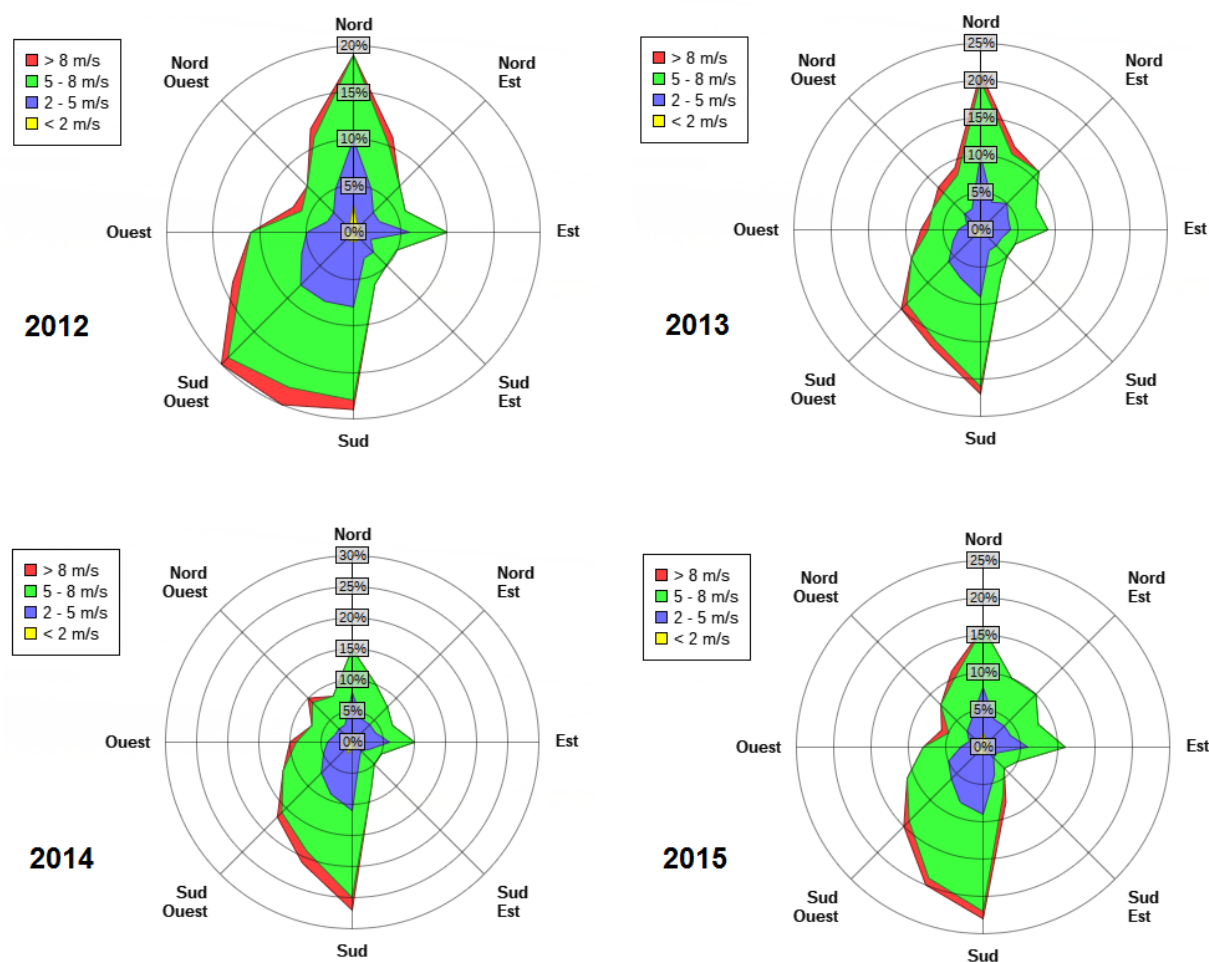 Nord
> 8 m/s
5 - 8 m/s
2 - 5 m/s
< 2 m/s
Nord
Ouest
Nord
Est
20%
15%
10%
5%
0%
Ouest
Est
2012
Sud
Ouest
Sud
Est
Sud
Nord
> 8 m/s
5 - 8 m/s
2 - 5 m/s
< 2 m/s
Nord
Ouest
Nord
Est
25%
20%
15%
10%
5%
0%
Ouest
Est
2013
Sud
Ouest
Sud
Est
Sud
Nord
> 8 m/s
5 - 8 m/s
2 - 5 m/s
< 2 m/s
Nord
Ouest
Nord
Est
30%
25%
20%
15%
10%
5%
0%
Ouest
Est
2014
Sud
Ouest
Sud
Est
Sud
Nord
> 8 m/s
5 - 8 m/s
2 - 5 m/s
< 2 m/s
Nord
Ouest
Nord
Est
25%
20%
15%
10%
5%
0%
Ouest
Est
2015
Sud
Ouest
Sud
Est
Sud